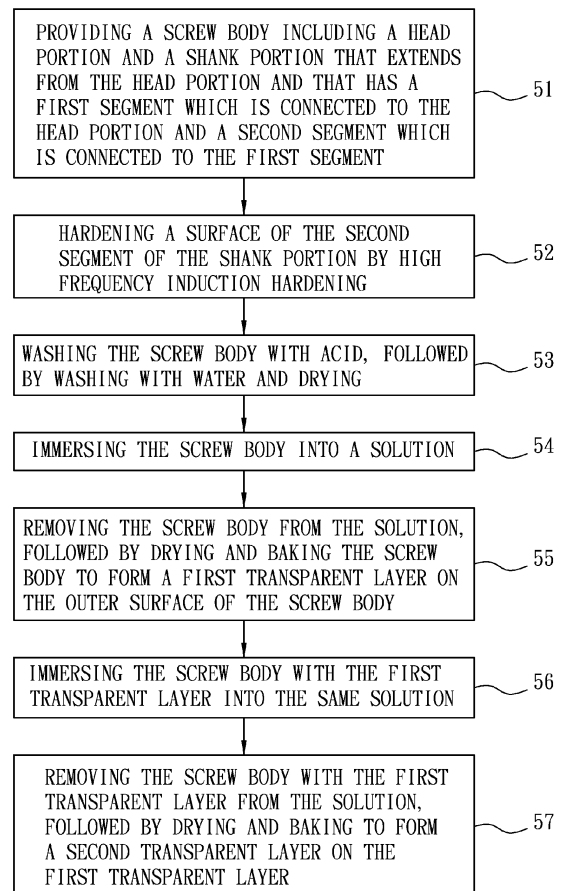 PROVIDING A SCREW BODY INCLUDING A HEAD
PORTION AND A SHANK PORTION THAT EXTENDS
FROM THE HEAD PORTION AND THAT HAS A
FIRST SEGMENT WHICH IS CONNECTED TO THE
HEAD PORTION AND A SECOND SEGMENT WHICH
IS CONNECTED TO THE FIRST SEGMENT
51
HARDENING A SURFACE OF THE SECOND
SEGMENT OF THE SHANK PORTION BY HIGH
FREQUENCY INDUCTION HARDENING
52
WASHING THE SCREW BODY WITH ACID, FOLLOWED
BY WASHING WITH WATER AND DRYING
53
IMMERSING THE SCREW BODY INTO A SOLUTION
54
REMOVING THE SCREW BODY FROM THE SOLUTION,
FOLLOWED BY DRYING AND BAKING THE SCREW
BODY TO FORM A FIRST TRANSPARENT LAYER ON
THE OUTER SURFACE OF THE SCREW BODY
55
IMMERSING THE SCREW BODY WITH THE FIRST
TRANSPARENT LAYER INTO THE SAME SOLUTION
56
REMOVING THE SCREW BODY WITH THE FIRST
TRANSPARENT LAYER FROM THE SOLUTION,
FOLLOWED BY DRYING AND BAKING TO FORM
A SECOND TRANSPARENT LAYER ON THE
FIRST TRANSPARENT LAYER
57